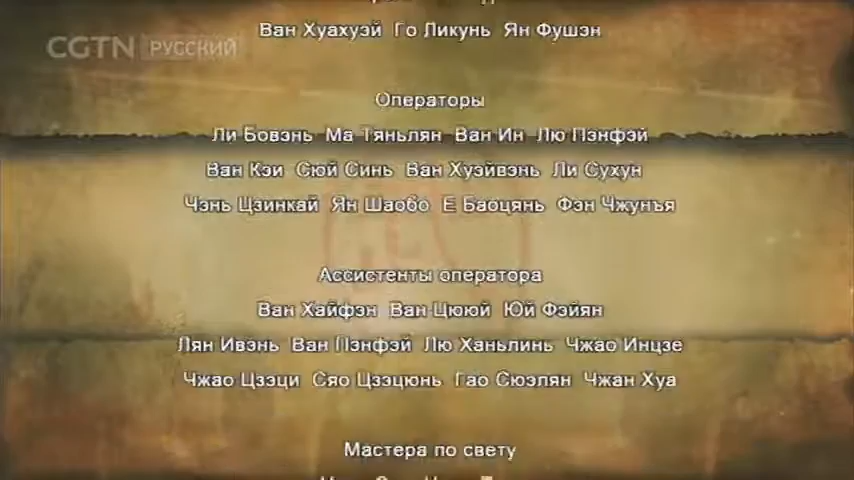 Ван Хуахуэй Го Ликунь Ян Фушэн
CGTN РУССКИЙ
Операторы
Ли Бовэнь Ма Тяньлян Ван Ин Лю Пэнфэй
Ван Кэи Сюй Синь Ван Хуэйвэнь Ли Сухун
Чэнь Цзинкай Ян Шаобо Е Баоцянь Фэн Чжунъя
Ассистенты оператора
Ван Хайфэн Ван Цююй Юй Фэйян
Лян Ивэнь Ван Пэнфэй Лю Ханьлинь Чжао Инцзе
Чжао Цзэци Сяо Цзэцюнь Гао Сюэлян Чжан Хуа
Мастера по свету